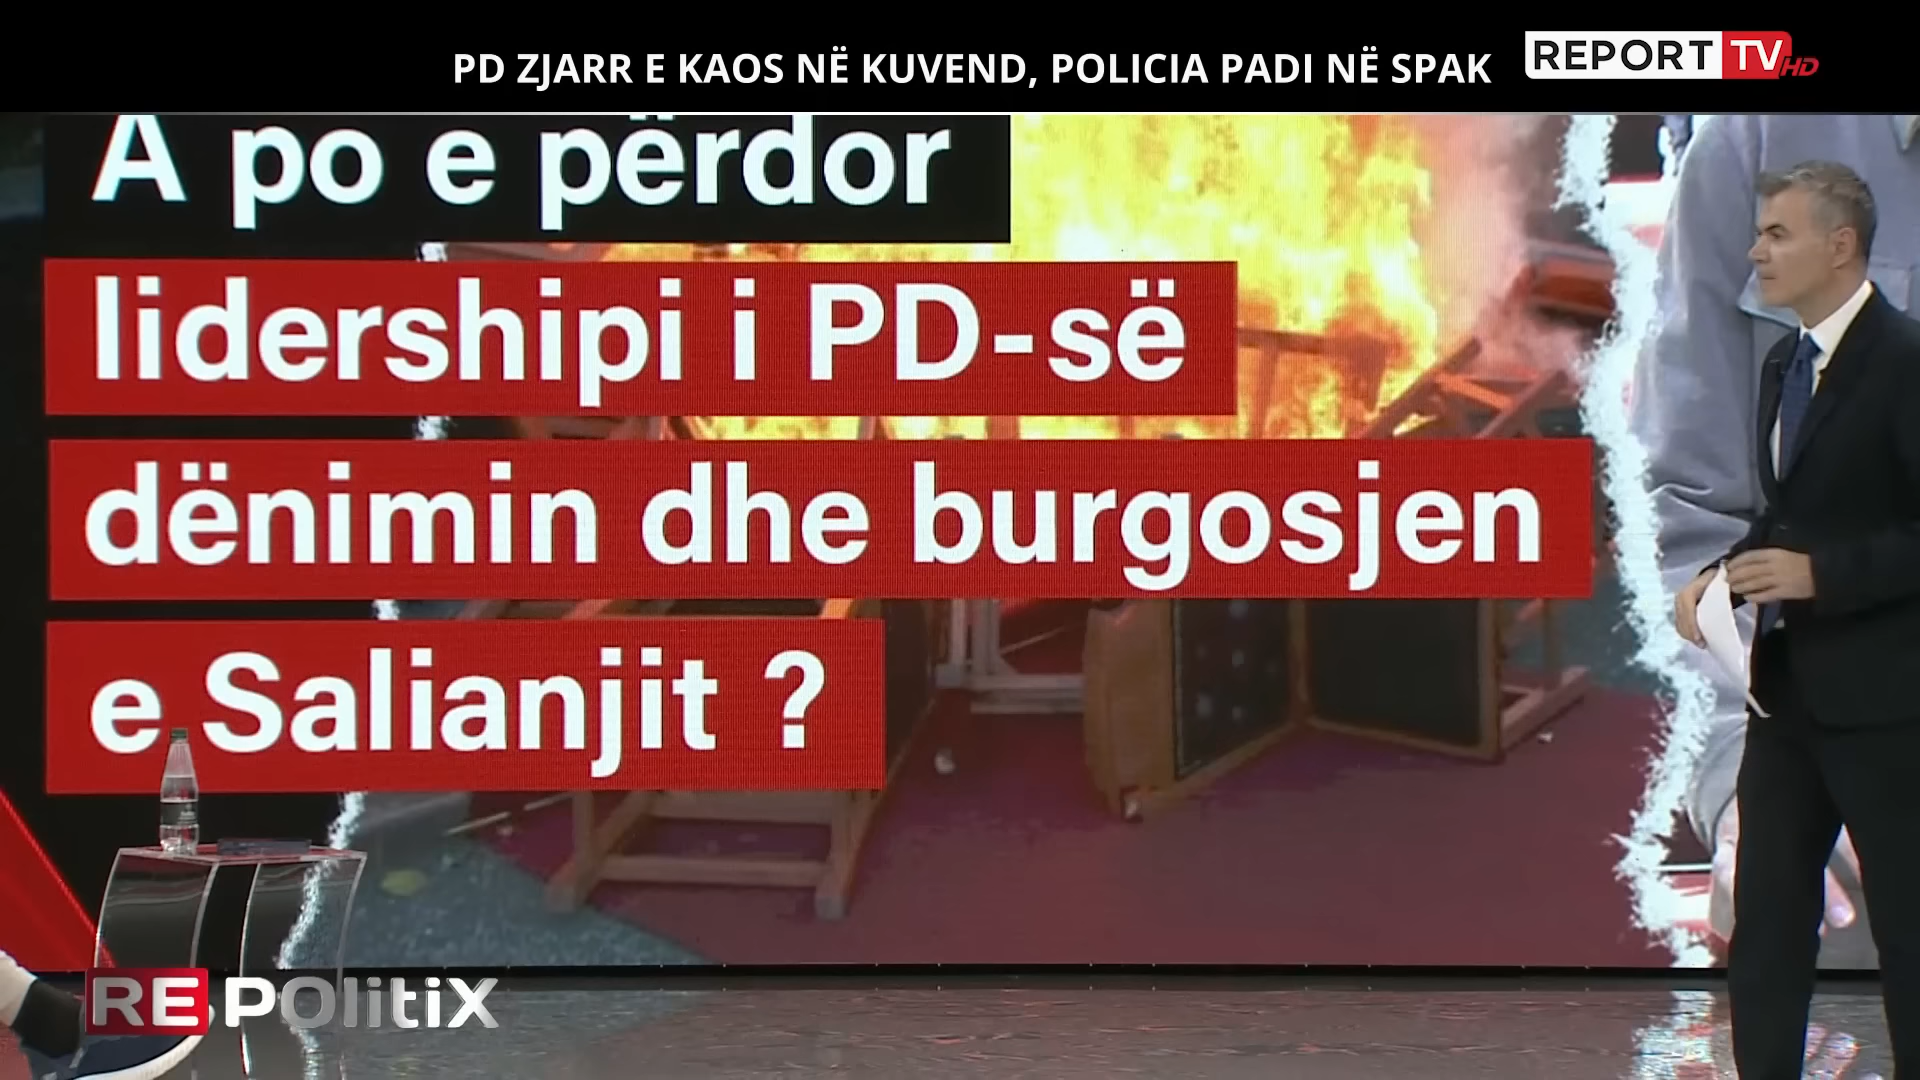 PD ZJARR E KAOS NË KUVEND, POLICIA PADI NË SPAK
REPORT TV HD
A po e përdor
lidershipi i PD-së
dënimin dhe burgosjen
e Salianjit ?
REPOlitiX